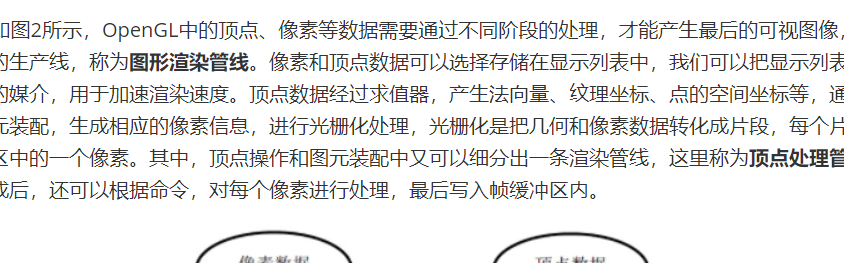 如图2所示，OpenGL中的顶点、像素等数据需要通过不同阶段的处理，才能产生最后的可视图像，
的生产线，称为图形渲染管线。像素和顶点数据可以选择存储在显示列表中，我们可以把显示列表
的媒介，用于加速渲染速度。顶点数据经过求值器，产生法向量、纹理坐标、点的空间坐标等，通
元装配，生成相应的像素信息，进行光栅化处理，光栅化是把几何和像素数据转化成片段，每个片
区中的一个像素。其中，顶点操作和图元装配中又可以细分出一条渲染管线，这里称为顶点处理管
成后，还可以根据命令，对每个像素进行处理，最后写入帧缓冲区内。
像素数据
顶点数据